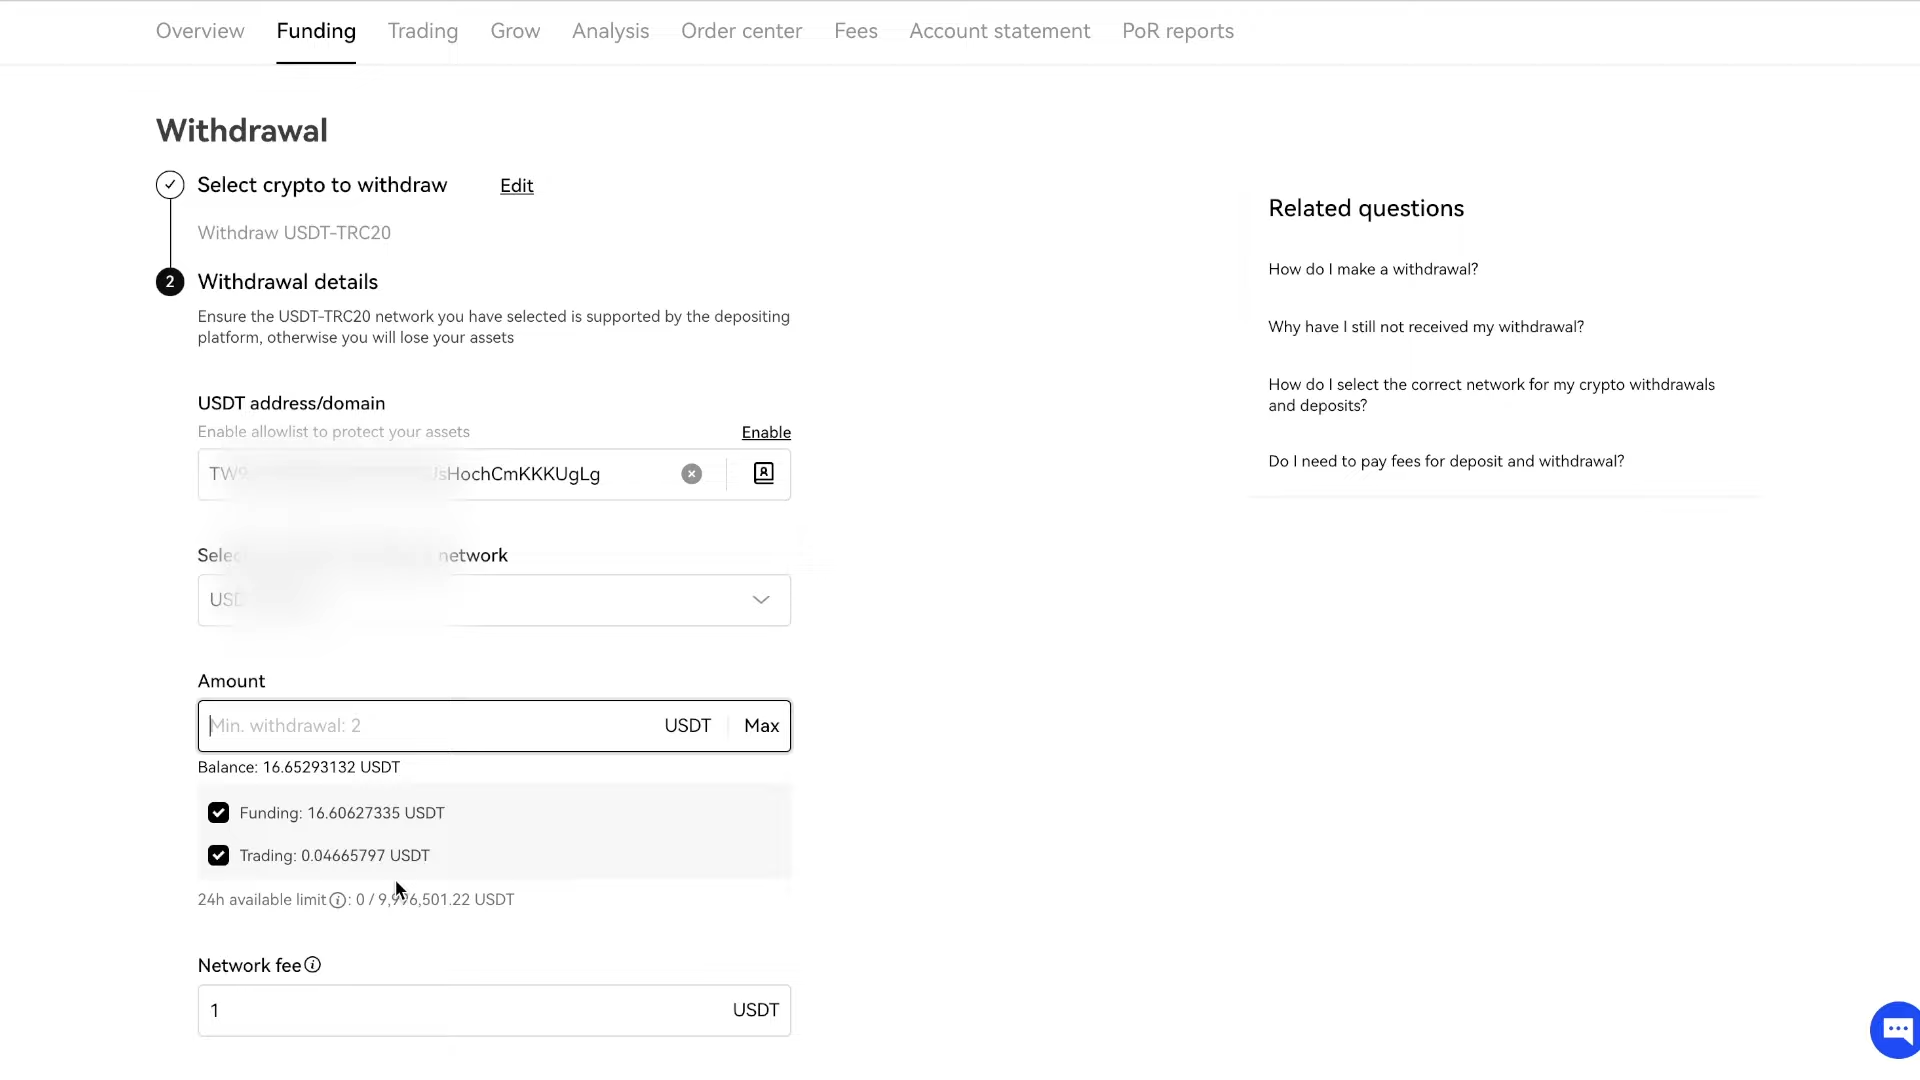 Overview Funding Trading Grow Analysis Order center Fees Account statement PoR reports
Withdrawal
Select crypto to withdraw Edit
Withdraw USDT-TRC20
2 Withdrawal details
Ensure the USDT-TRC20 network you have selected is supported by the depositing
platform, otherwise you will lose your assets
USDT address/domain
Enable allowlist to protect your assets Enable
sHochCmKKKUgLg
network
Amount
Min. withdrawal: 2 USDT Max
Balance: 16.65293132 USDT
Funding: 16.60627335 USDT
Trading: 0.04665797 USDT
24h available limit : 0 / 9,996,501.22 USDT
Network fee
1 USDT
Related questions
How do I make a withdrawal?
Why have I still not received my withdrawal?
How do I select the correct network for my crypto withdrawals
and deposits?
Do I need to pay fees for deposit and withdrawal?